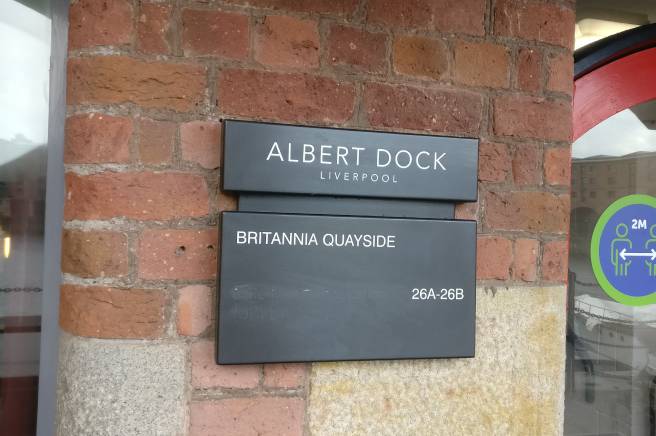 ALBERT DOCK
LIVERPOOL
BRITANNIA QUAYSIDE
26A-26B
2M